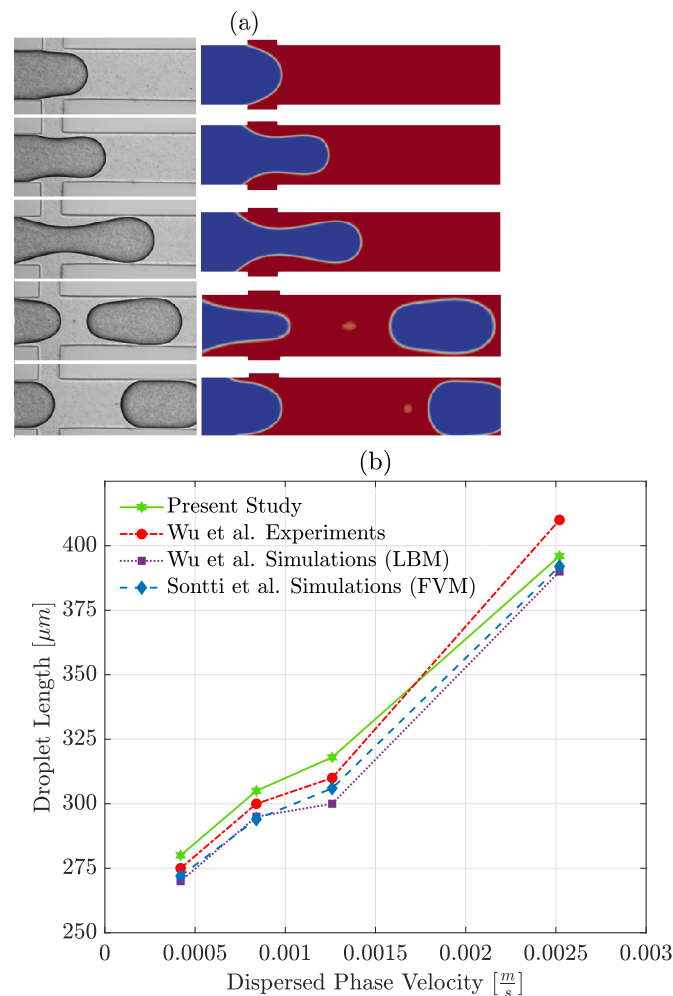 (a)
(b)
Present Study
Wu et al. Experiments
Wu et al. Simulations (LBM)
Sontti et al. Simulations (FVM)
400
375
350
325
300
275
250
Droplet Length [μm]
0 0.0005 0.001 0.0015 0.002 0.0025 0.003
Dispersed Phase Velocity [m/s]